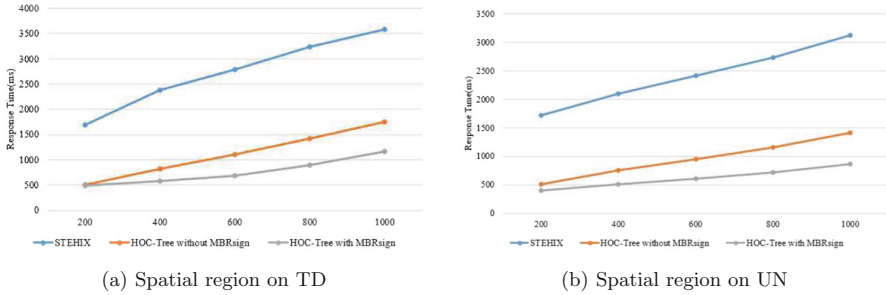 4000
3500
3000
2500
2000
1500
1000
500
0
Response Time(ms)
200 400 600 800 1000
STEHIX HOC-Tree without MBRsign HOC-Tree with MBRsign
(a) Spatial region on TD
3500
3000
2500
2000
1500
1000
500
0
Response Time(ms)
200 400 600 800 1000
STEHIX HOC-Tree without MBRsign HOC-Tree with MBRsign
(b) Spatial region on UN